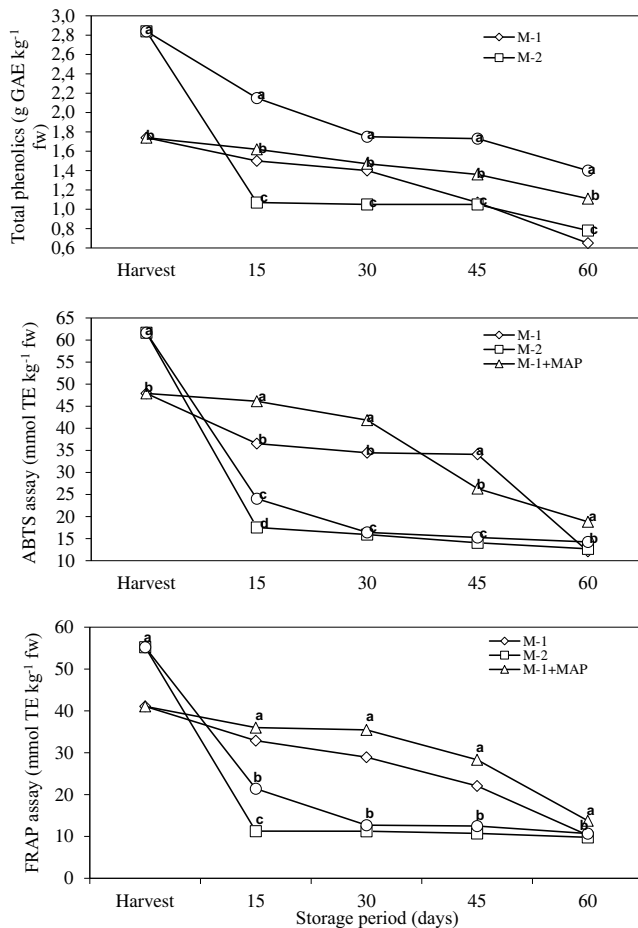 Total phenolics (g GAE kg-1
fw)
3,0
2,8
2,6
2,4
2,2
2,0
1,8
1,6
1,4
1,2
1,0
0,8
0,6
M-1
M-2
a
b
a
b
c
a
b
c
a
b
c
a
b
c
Harvest 15 30 45 60
ABTS assay (mmol TE kg-1 fw)
65
60
55
50
45
40
35
30
25
20
15
10
M-1
M-2
M-1+MAP
a
b
a
b
c
d
a
b
c
a
b
c
a
b
Harvest 15 30 45 60
FRAP assay (mmol TE kg-1 fw)
60
50
40
30
20
10
0
M-1
M-2
M-1+MAP
a
a
b
c
a
b
a
b
a
b
Harvest 15 30 45 60
Storage period (days)